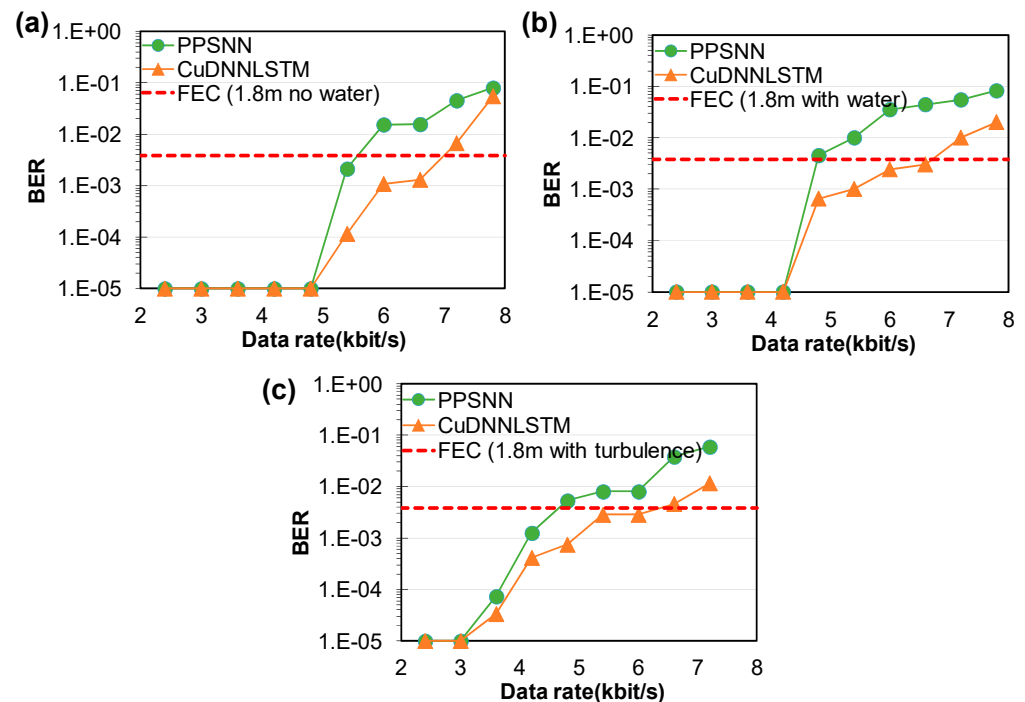 (a)
1.E+00
1.E-01
1.E-02
1.E-03
1.E-04
1.E-05
BER
PPSNN
CuDNNLSTM
FEC (1.8m no water)
2 3 4 5 6 7 8
Data rate(kbit/s)
(b)
1.E+00
1.E-01
1.E-02
1.E-03
1.E-04
1.E-05
BER
PPSNN
CuDNNLSTM
FEC (1.8m with water)
2 3 4 5 6 7 8
Data rate(kbit/s)
(c)
1.E+00
1.E-01
1.E-02
1.E-03
1.E-04
1.E-05
BER
PPSNN
CuDNNLSTM
FEC (1.8m with turbulence)
2 3 4 5 6 7 8
Data rate(kbit/s)